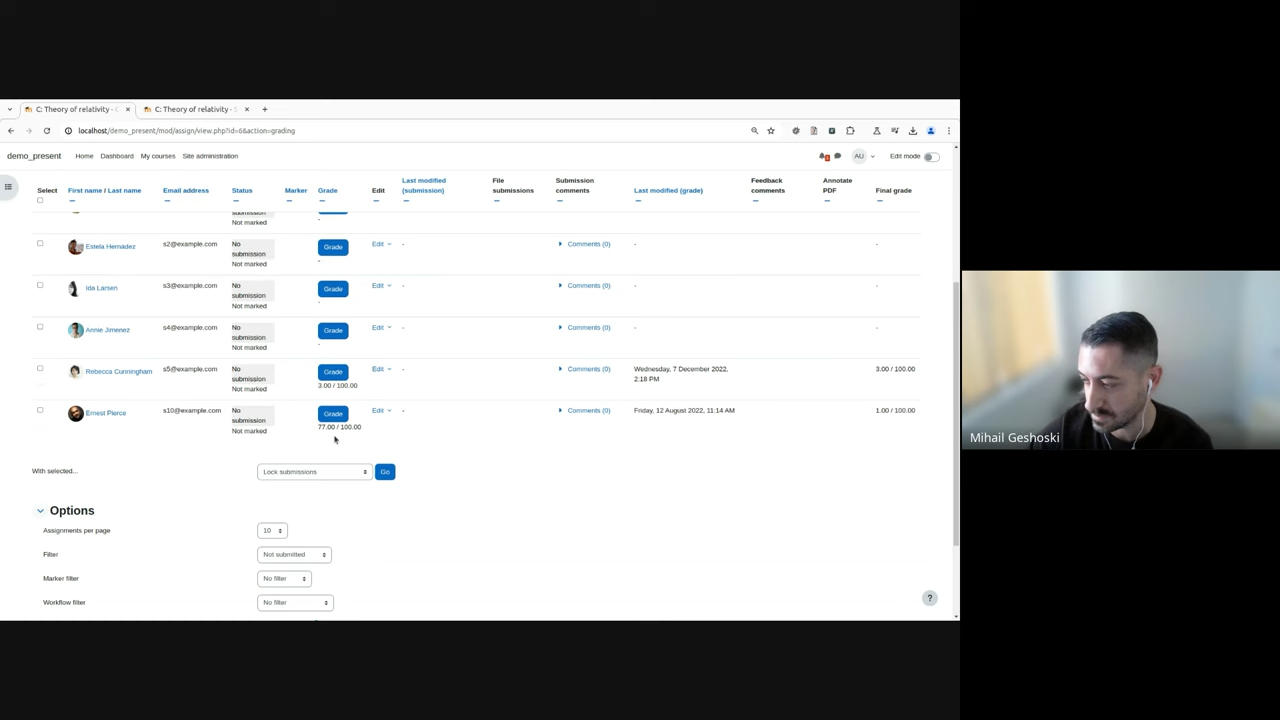 C: Theory of relativity - C
C: Theory of relativity - S
localhost/demo_present/mod/assign/view.php?id=6&action=grading
demo_present Home Dashboard My courses Site administration AU Edit mode
Select First name / Last name Email address Status Marker Grade Edit Last modified (submission) File submissions Submission comments Last modified (grade) Feedback comments Annotate PDF Final grade
submission
Not marked -
Estela Hernádez s2@example.com No submission Not marked Grade - Edit - Comments (0) - -
Ida Larsen s3@example.com No submission Not marked Grade - Edit - Comments (0) - -
Annie Jimenez s4@example.com No submission Not marked Grade - Edit - Comments (0) - -
Rebecca Cunningham s5@example.com No submission Not marked Grade 3.00 / 100.00 Edit - Comments (0) Wednesday, 7 December 2022, 2:18 PM 3.00 / 100.00
Ernest Pierce s10@example.com No submission Not marked Grade 77.00 / 100.00 Edit - Comments (0) Friday, 12 August 2022, 11:14 AM 1.00 / 100.00
With selected... Lock submissions Go
Options
Assignments per page 10
Filter Not submitted
Marker filter No filter
Workflow filter No filter
?
Mihail Geshoski